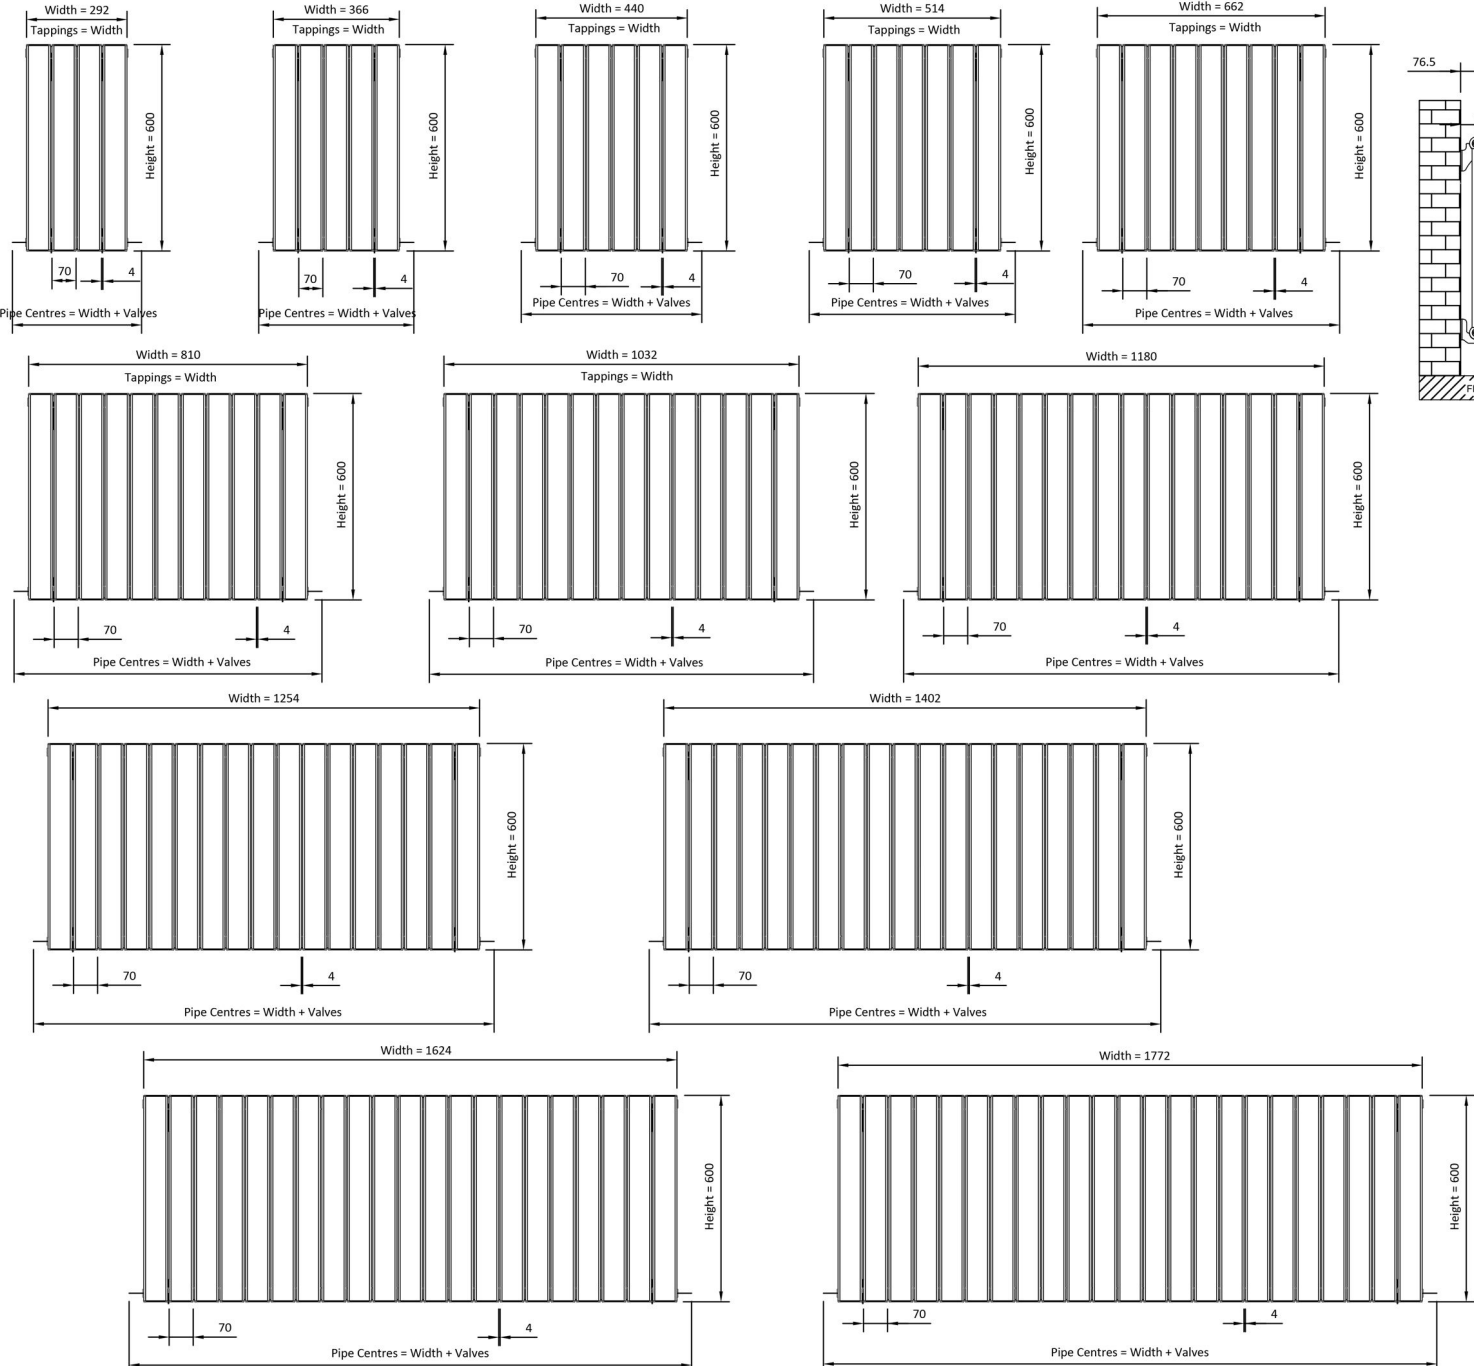 Width = 292
Tappings = Width
Height = 600
70
4
Pipe Centres = Width + Valves
Width = 366
Tappings = Width
Height = 600
70
4
Pipe Centres = Width + Valves
Width = 440
Tappings = Width
Height = 600
70
4
Pipe Centres = Width + Valves
Width = 514
Tappings = Width
Height = 600
70
4
Pipe Centres = Width + Valves
Width = 662
Tappings = Width
Height = 600
70
4
Pipe Centres = Width + Valves
76.5
Width = 810
Tappings = Width
Height = 600
70
4
Pipe Centres = Width + Valves
Width = 1032
Tappings = Width
Height = 600
70
4
Pipe Centres = Width + Valves
Width = 1180
Height = 600
70
4
Pipe Centres = Width + Valves
Width = 1254
Height = 600
70
4
Pipe Centres = Width + Valves
Width = 1402
Height = 600
70
4
Pipe Centres = Width + Valves
Width = 1624
Height = 600
70
4
Pipe Centres = Width + Valves
Width = 1772
Height = 600
70
4
Pipe Centres = Width + Valves